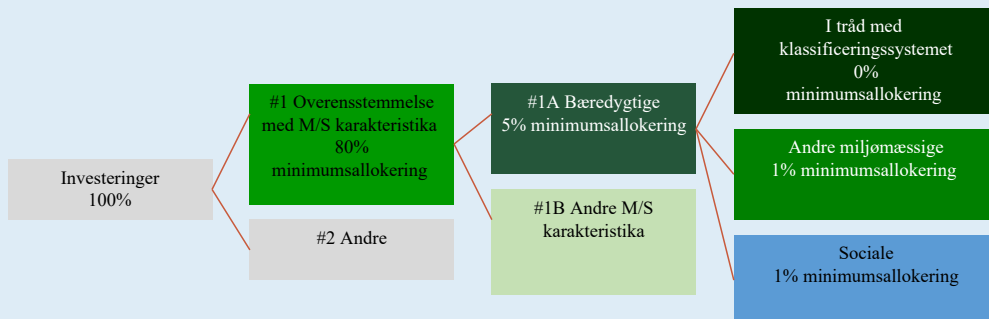 Investeringer
100%
#1 Overensstemmelse
med M/S karakteristika
80%
minimumsallokering
#2 Andre
#1A Bæredygtige
5% minimumsallokering
#1B Andre M/S
karakteristika
I tråd med
klassificeringssystemet
0%
minimumsallokering
Andre miljømæssige
1% minimumsallokering
Sociale
1% minimumsallokering